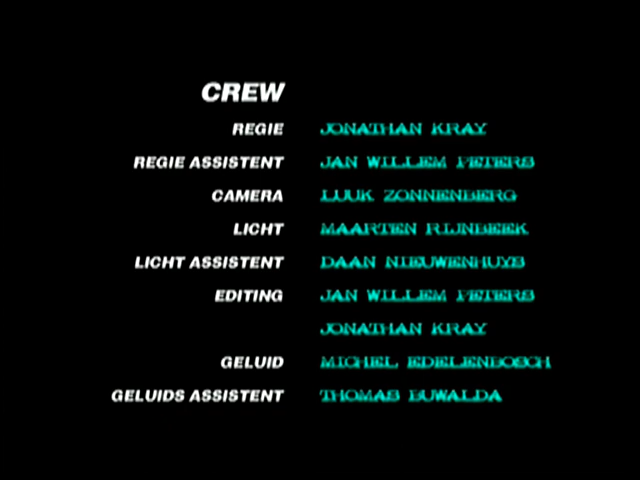 CREW
REGIE JONATHAN KRAY
REGIE ASSISTENT JAN WILLEM PETERS
CAMERA LUUK ZONNENBERG
LICHT MAARTEN RIJNBEEK
LICHT ASSISTENT DAAN NIEUWENHUYS
EDITING JAN WILLEM PETERS
JONATHAN KRAY
GELUID MICHEL EDELENBOSCH
GELUIDS ASSISTENT THOMAS BUWALDA